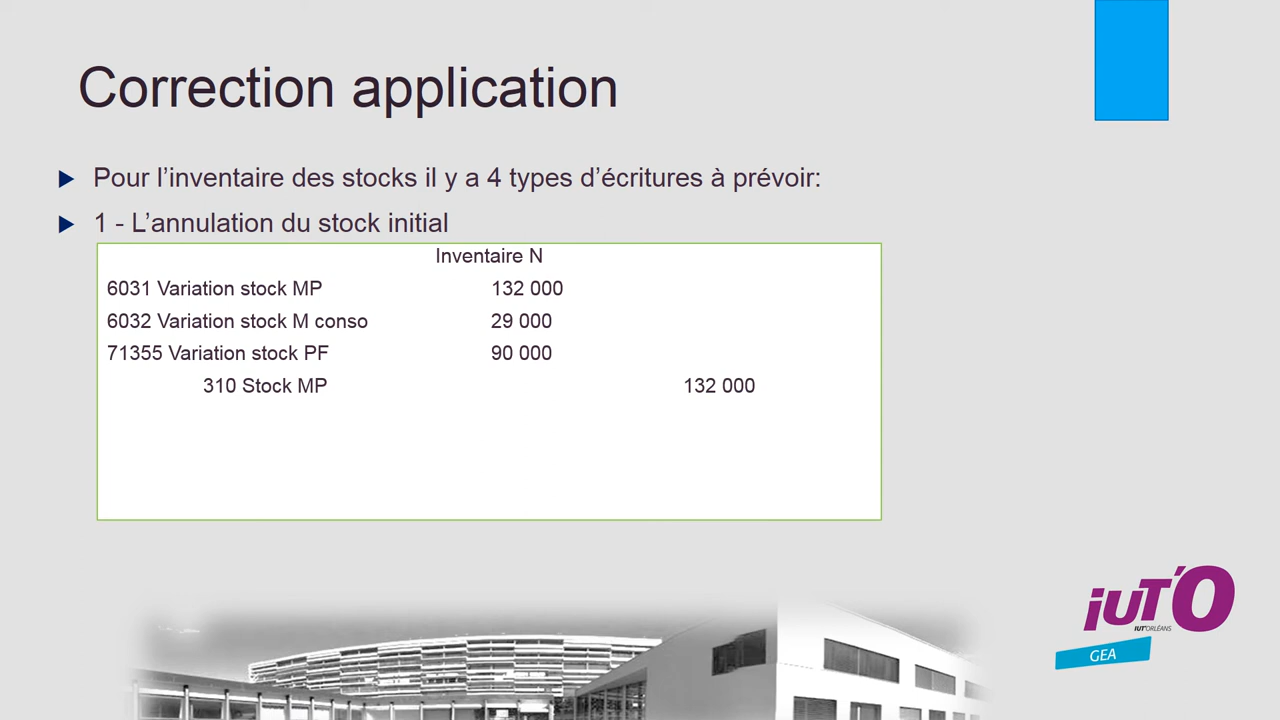 Correction application
Pour l’inventaire des stocks il y a 4 types d’écritures à prévoir:
1 - L’annulation du stock initial
Inventaire N
6031 Variation stock MP 132 000
6032 Variation stock M conso 29 000
71355 Variation stock PF 90 000
310 Stock MP 132 000
iUT'O
IUT'ORLÉANS
GEA